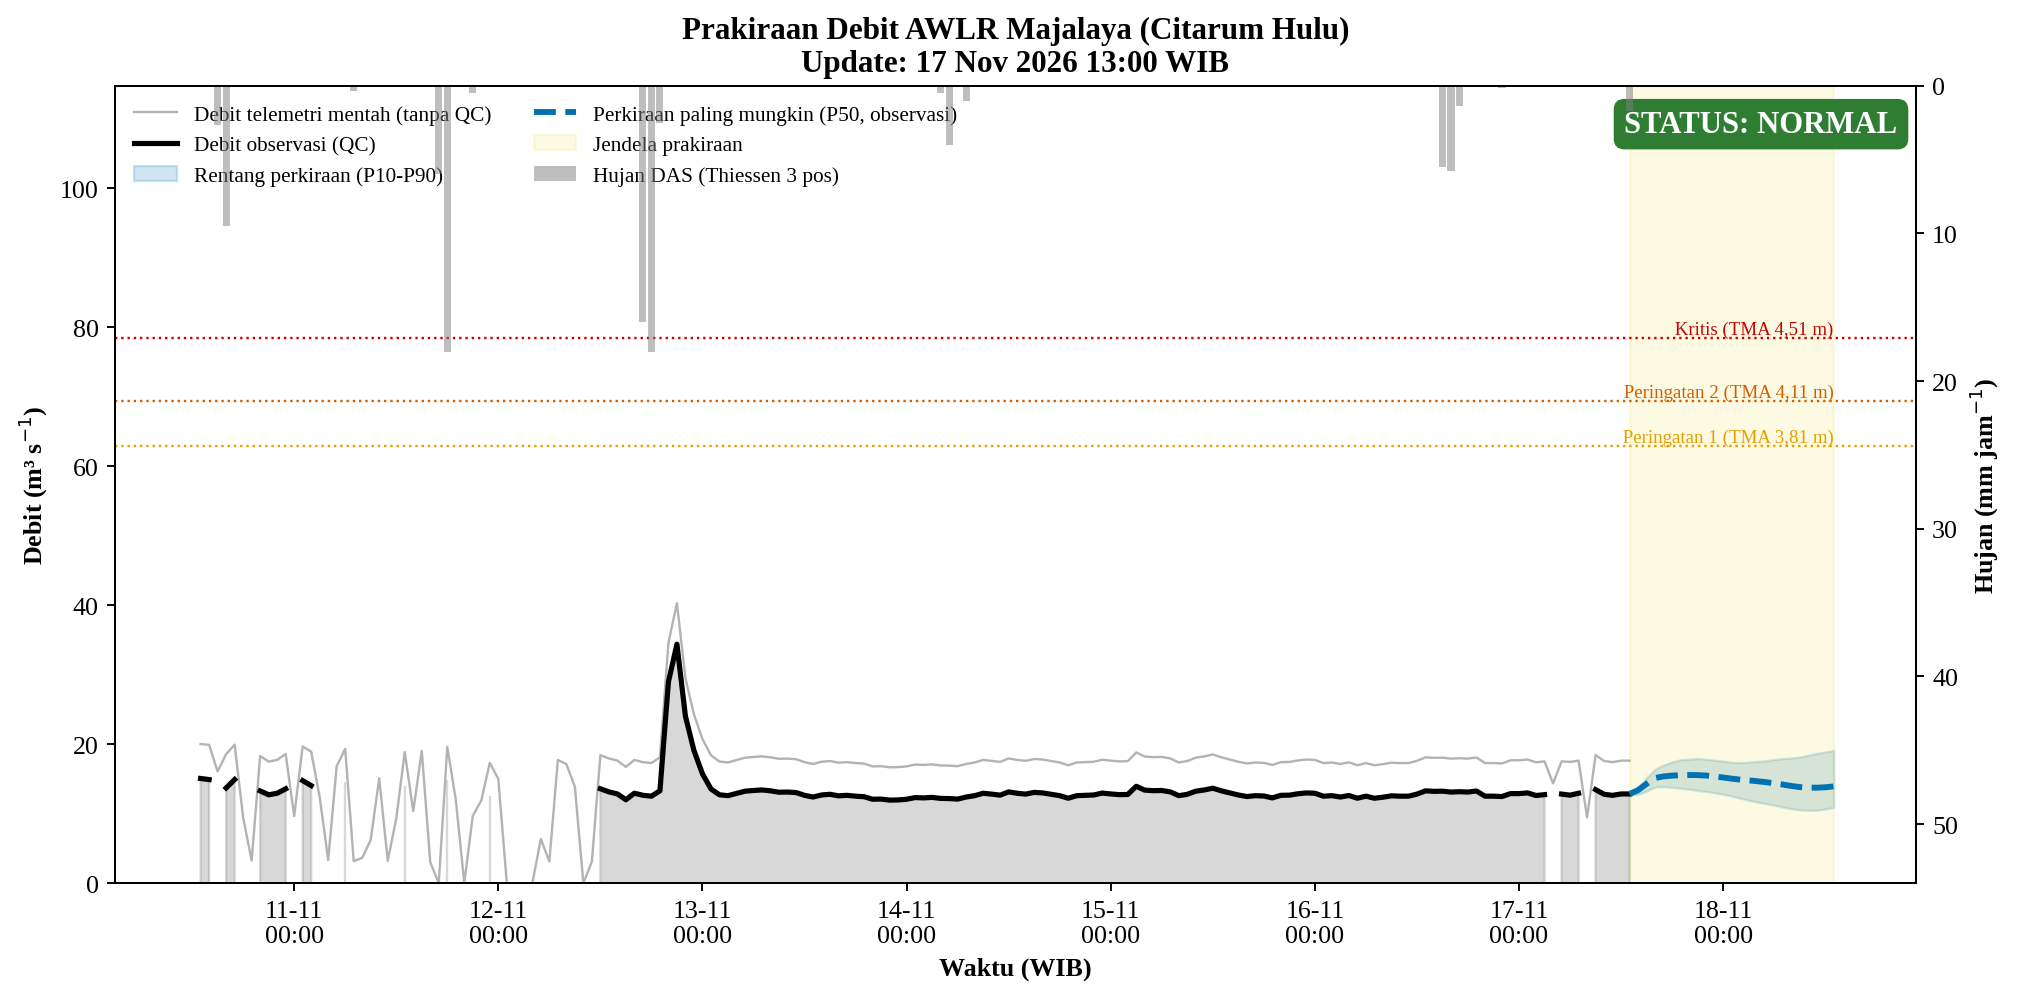 Prakiraan Debit AWLR Majalaya (Citarum Hulu)
Update: 17 Nov 2026 13:00 WIB
Debit telemetri mentah (tanpa QC)
Debit observasi (QC)
Rentang perkiraan (P10-P90)
Perkiraan paling mungkin (P50, observasi)
Jendela prakiraan
Hujan DAS (Thiessen 3 pos)
STATUS: NORMAL
Kritis (TMA 4,51 m)
Peringatan 2 (TMA 4,11 m)
Peringatan 1 (TMA 3,81 m)
Debit (m³ s⁻¹)
100
80
60
40
20
0
Hujan (mm jam⁻¹)
0
10
20
30
40
50
11-11
00:00
12-11
00:00
13-11
00:00
14-11
00:00
15-11
00:00
16-11
00:00
17-11
00:00
18-11
00:00
Waktu (WIB)